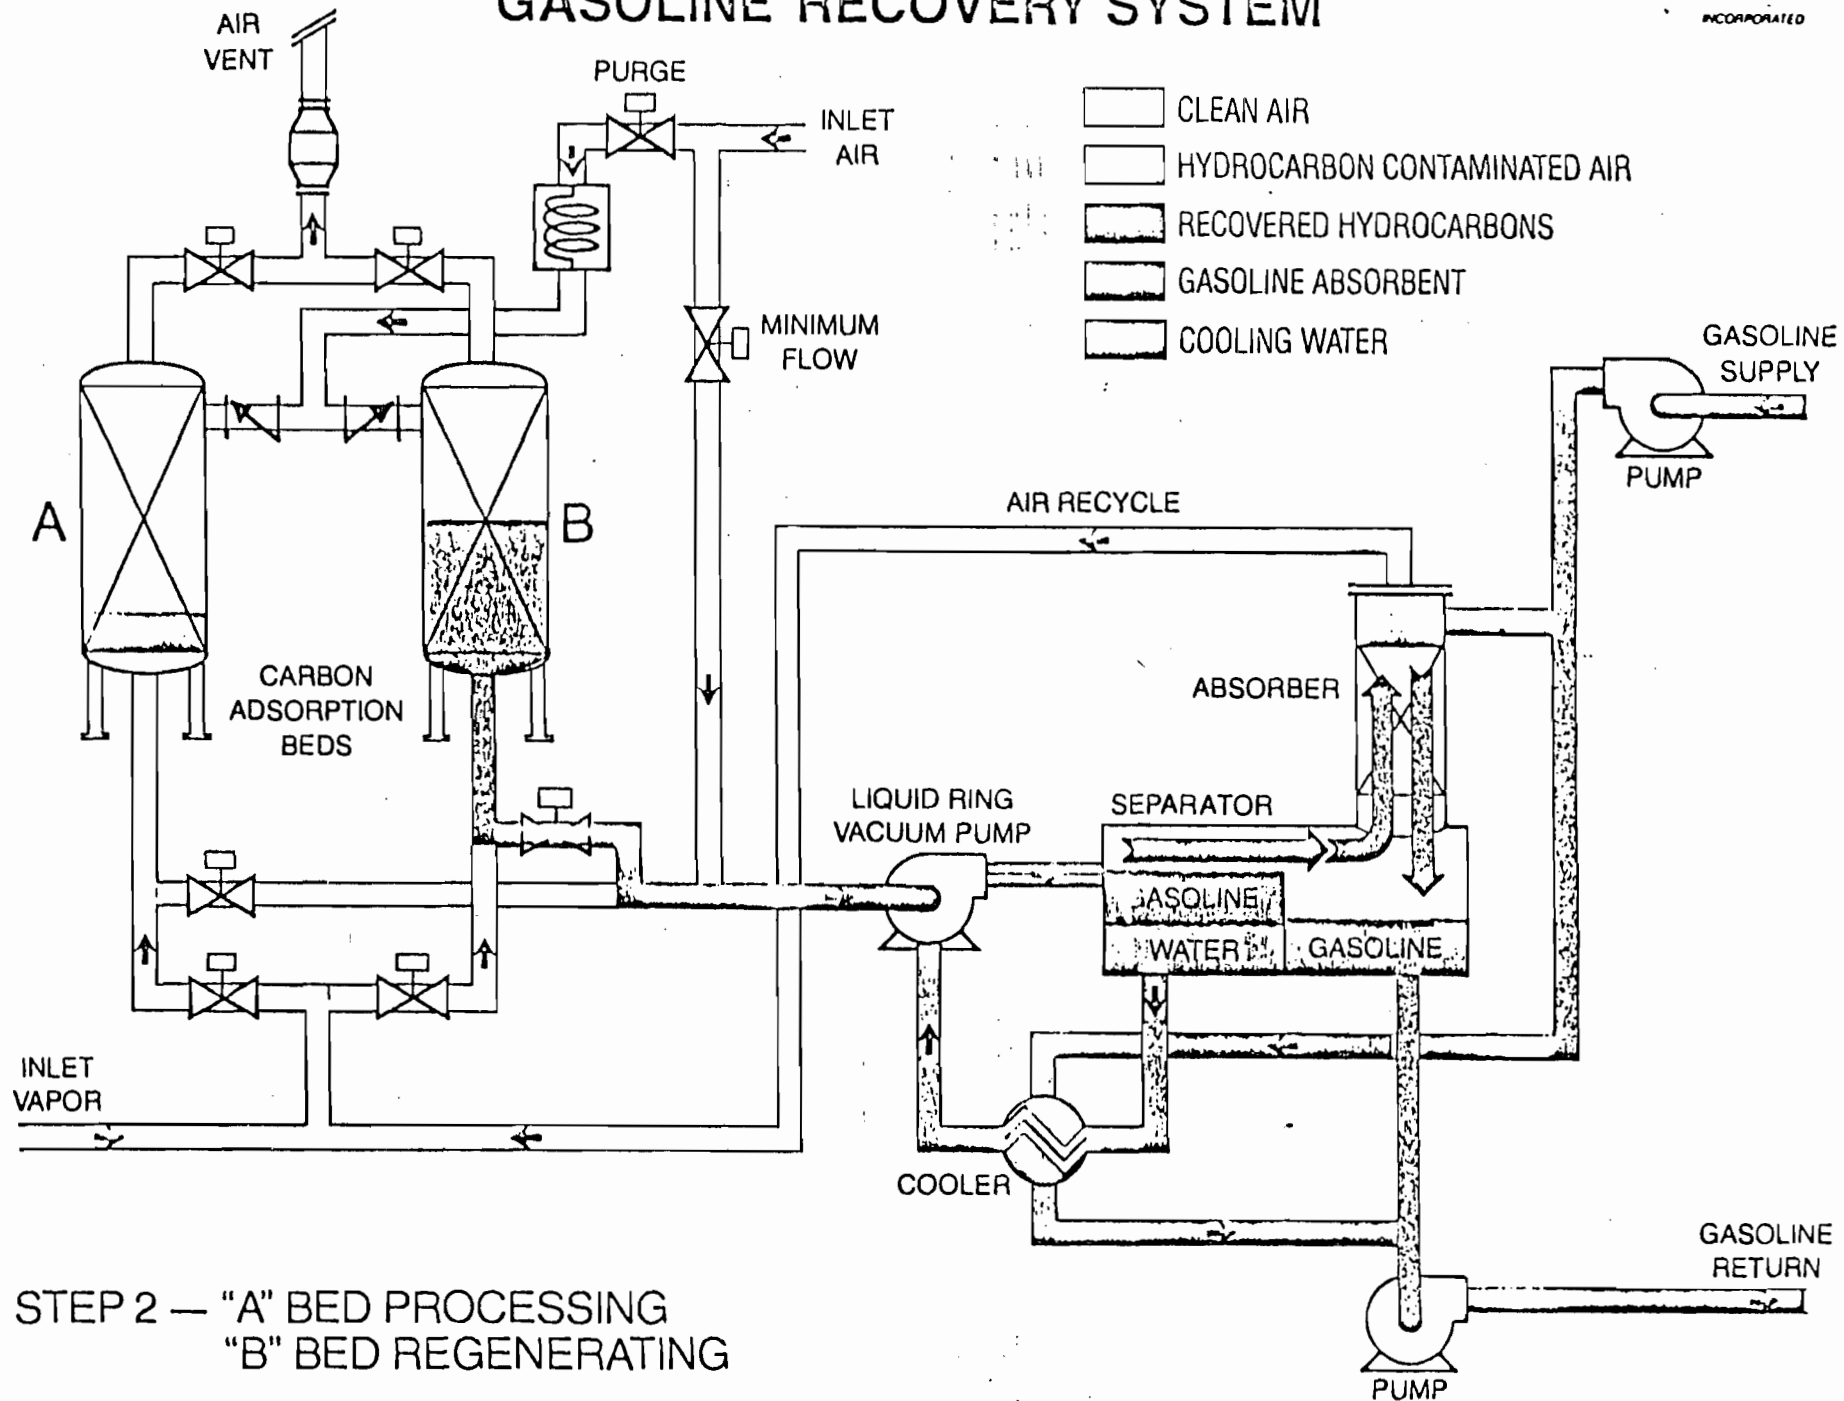 GASOLINE RECOVERY SYSTEM
INCORPORATED
AIR
VENT
PURGE
INLET
AIR
CLEAN AIR
HYDROCARBON CONTAMINATED AIR
RECOVERED HYDROCARBONS
GASOLINE ABSORBENT
COOLING WATER
MINIMUM
FLOW
GASOLINE
SUPPLY
PUMP
A
B
AIR RECYCLE
CARBON
ADSORPTION
BEDS
ABSORBER
LIQUID RING
VACUUM PUMP
SEPARATOR
GASOLINE
WATER
GASOLINE
INLET
VAPOR
COOLER
GASOLINE
RETURN
PUMP
STEP 2 — "A" BED PROCESSING
"B" BED REGENERATING